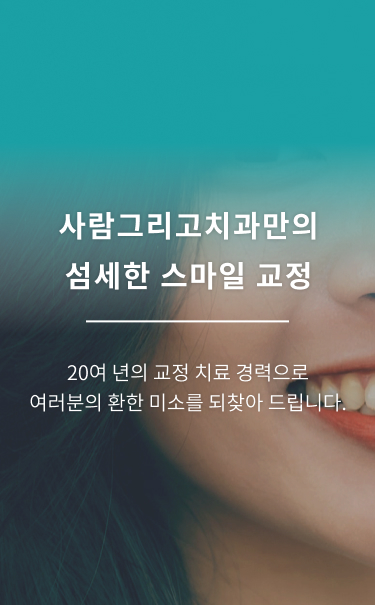 사람그리고치과만의
섬세한 스마일 교정
20여 년의 교정 치료 경력으로
여러분의 환한 미소를 되찾아 드립니다.